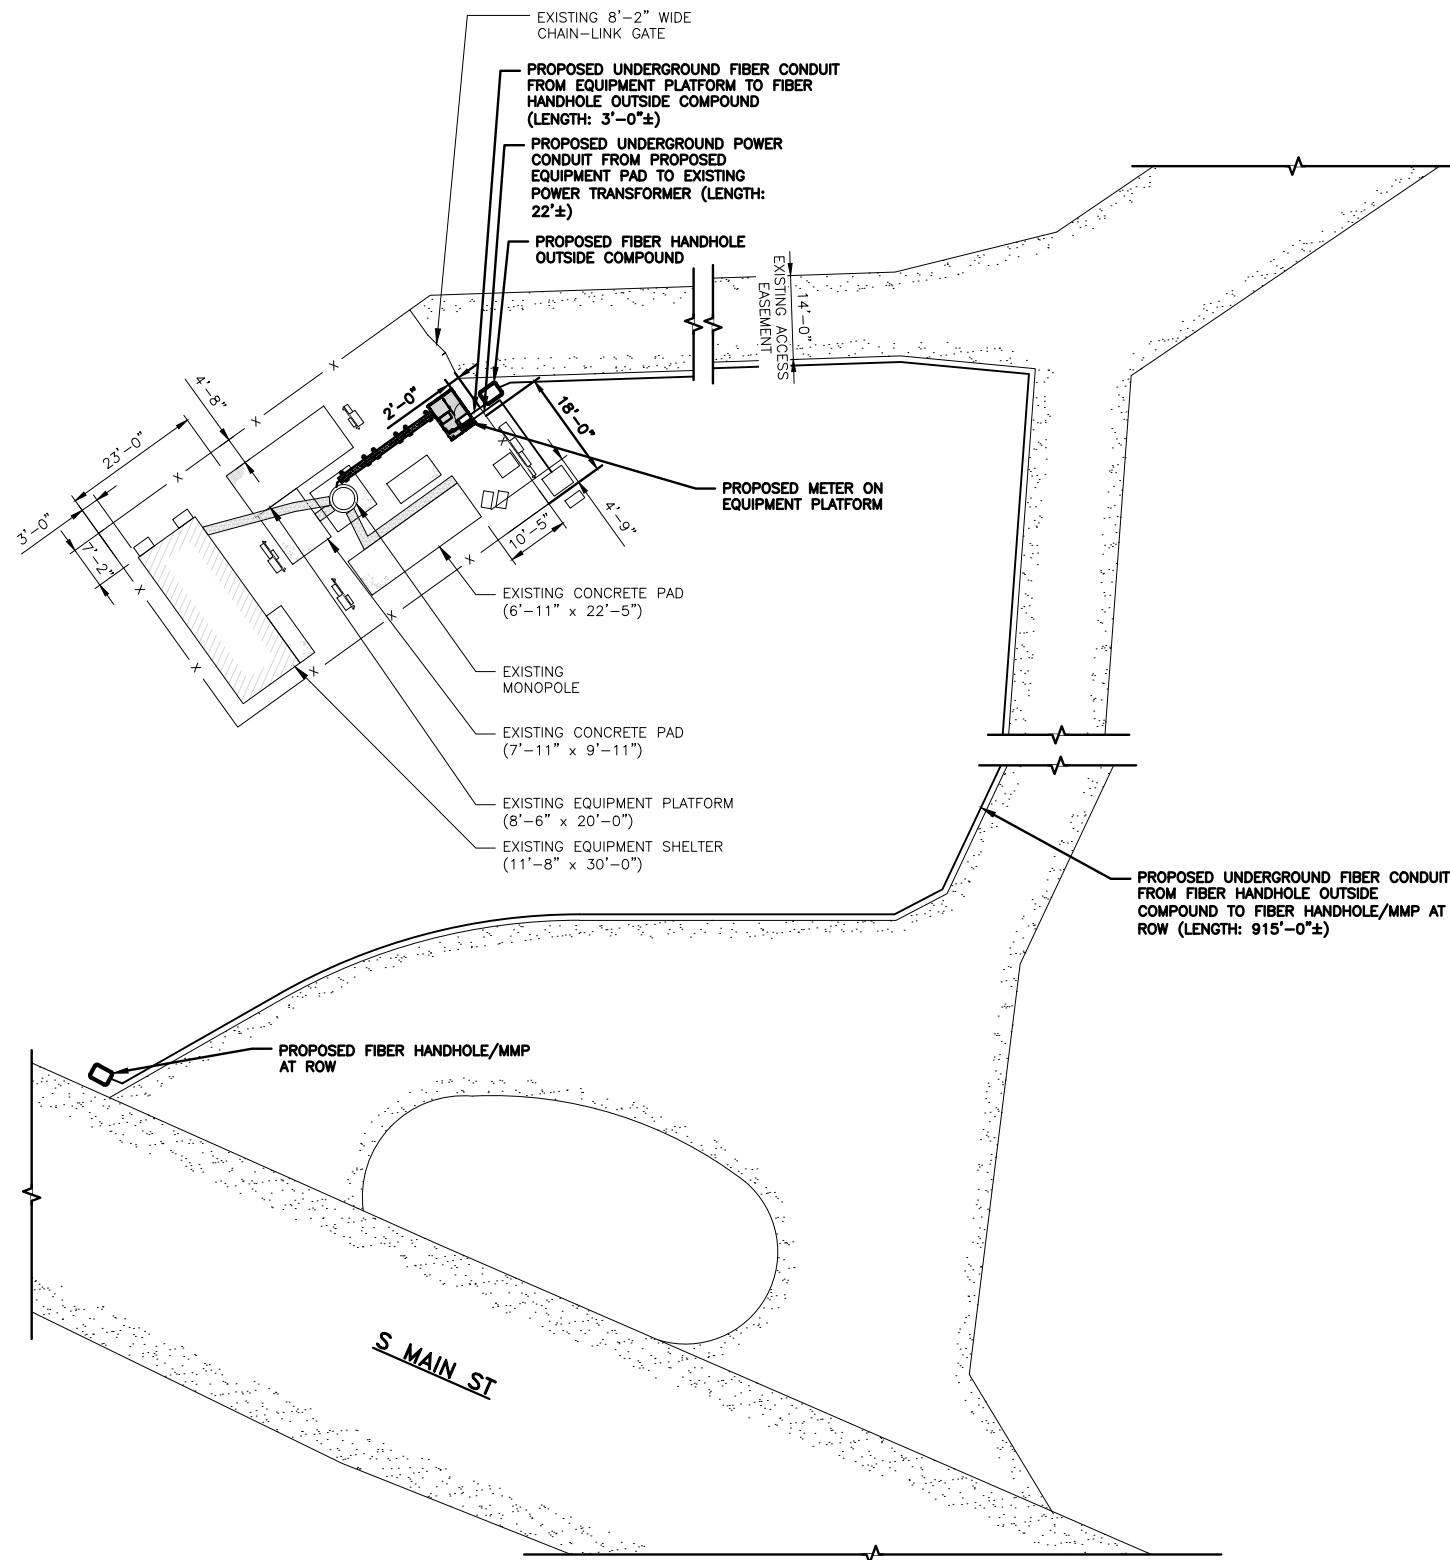 EXISTING 8'-2" WIDE
CHAIN-LINK GATE
PROPOSED UNDERGROUND FIBER CONDUIT
FROM EQUIPMENT PLATFORM TO FIBER
HANDHOLE OUTSIDE COMPOUND
(LENGTH: 3'-0"±)
PROPOSED UNDERGROUND POWER
CONDUIT FROM PROPOSED
EQUIPMENT PAD TO EXISTING
POWER TRANSFORMER (LENGTH:
22'±)
PROPOSED FIBER HANDHOLE
OUTSIDE COMPOUND
14'-0"
EXISTING ACCESS
EASEMENT
4'-8"
23'-0"
3'-0"
7'-2"
2'-0"
18'-0"
4'-9"
10'-5"
X
X
X
X
X
X
X
X
X
X
X
PROPOSED METER ON
EQUIPMENT PLATFORM
EXISTING CONCRETE PAD
(6'-11" x 22'-5")
EXISTING
MONOPOLE
EXISTING CONCRETE PAD
(7'-11" x 9'-11")
EXISTING EQUIPMENT PLATFORM
(8'-6" x 20'-0")
EXISTING EQUIPMENT SHELTER
(11'-8" x 30'-0")
PROPOSED UNDERGROUND FIBER CONDUIT
FROM FIBER HANDHOLE OUTSIDE
COMPOUND TO FIBER HANDHOLE/MMP AT
ROW (LENGTH: 915'-0"±)
PROPOSED FIBER HANDHOLE/MMP
AT ROW
S MAIN ST